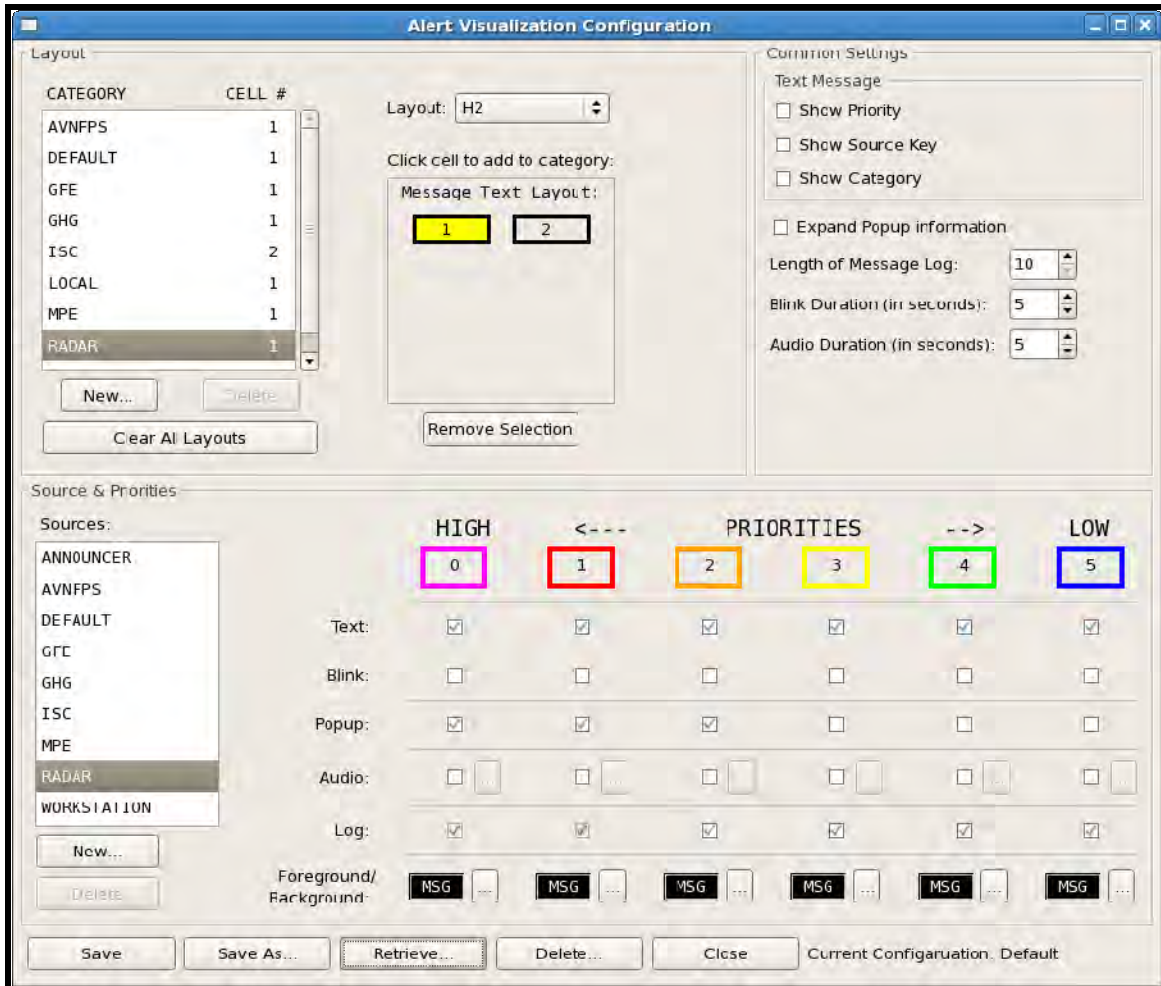 Alert Visualization Configuration
Layout
CATEGORY CELL #
AVNFPS 1
DEFAULT 1
GFE 1
GHG 1
ISC 2
LOCAL 1
MPE 1
RADAR 1
New... Delete
Clear All Layouts
Layout: H2
Click cell to add to category:
Message Text Layout:
1 2
Remove Selection
Common Settings
Text Message
Show Priority
Show Source Key
Show Category
Expand Popup information
Length of Message Log: 10
Blink Duration (in seconds): 5
Audio Duration (in seconds): 5
Source & Prorities
Sources:
ANNOUNCER
AVNFPS
DEFAULT
GFE
GHG
ISC
MPE
RADAR
WORKSTATION
New...
Delete
HIGH <--- PRIORITIES --> LOW
0 1 2 3 4 5
Text:
Blink:
Popup:
Audio: ... ... ... ... ... ...
Log:
Foreground/
Background: MSG ... MSG ... MSG ... MSG ... MSG ... MSG ...
Save Save As... Retrieve... Delete... Close Current Configaruation: Default